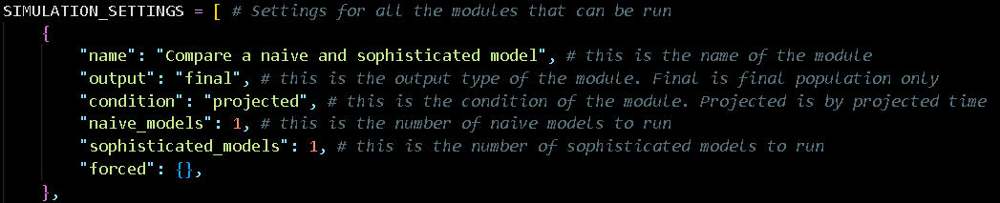 SIMULATION_SETTINGS = [ # Settings for all the modules that can be run
    {
        "name": "Compare a naive and sophisticated model", # this is the name of the module
        "output": "final", # this is the output type of the module. Final is final population only
        "condition": "projected", # this is the condition of the module. Projected is by projected time
        "naive_models": 1, # this is the number of naive models to run
        "sophisticated_models": 1, # this is the number of sophisticated models to run
        "forced": {},
    },